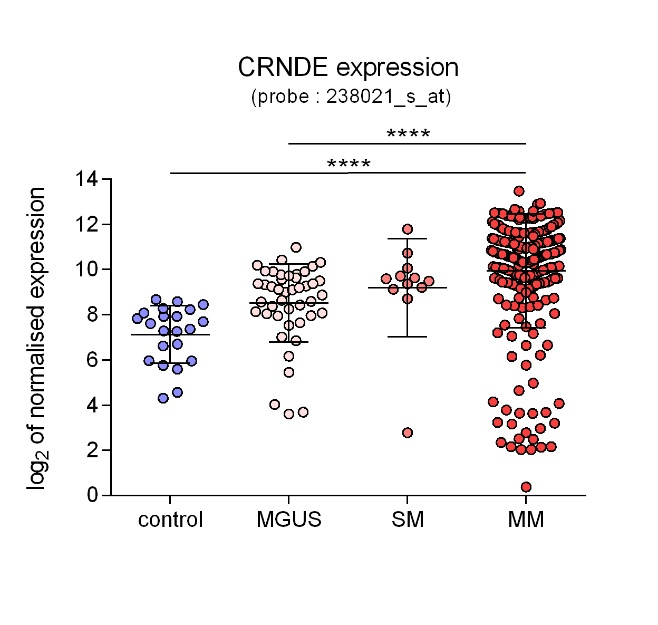 CRNDE expression
(probe : 238021_s_at)
****
****
log2 of normalised expression
14
12
10
8
6
4
2
0
control MGUS SM MM